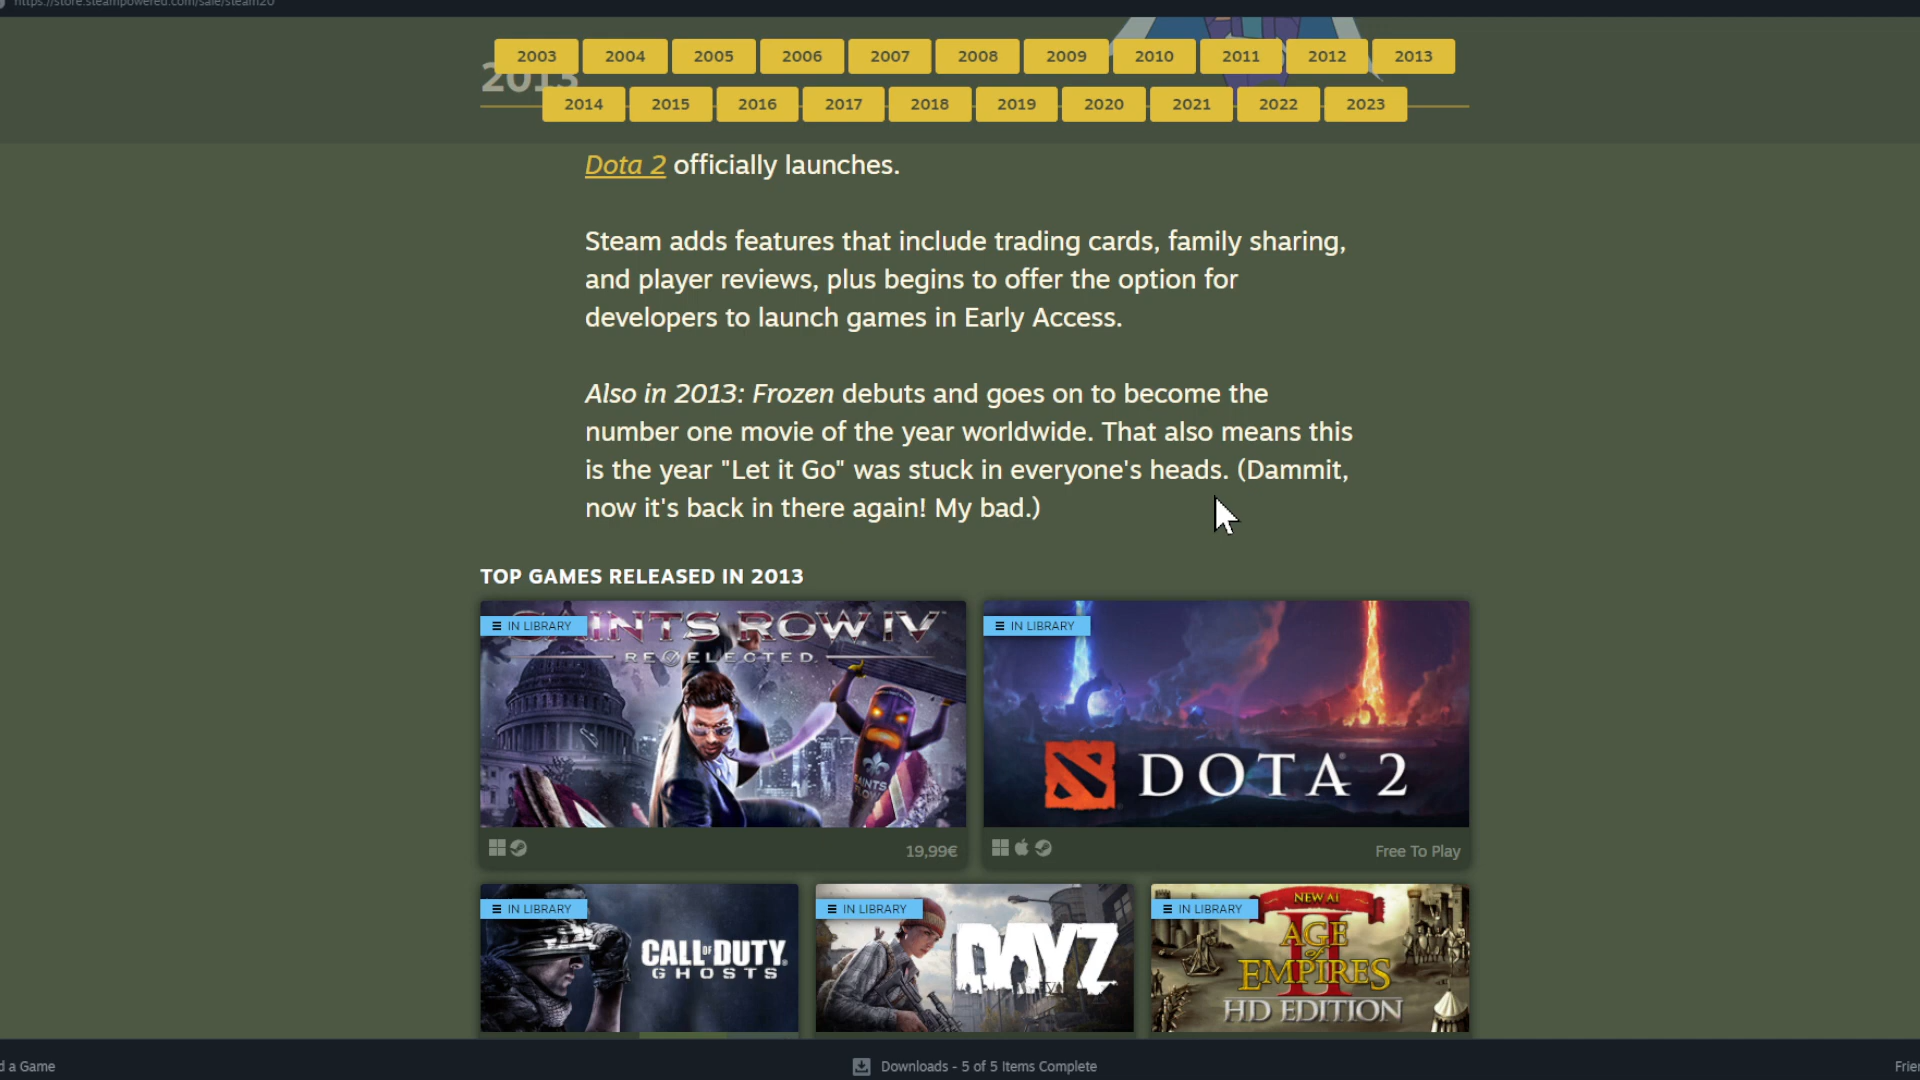 https://store.steampowered.com/sale/steam20
2003 2004 2005 2006 2007 2008 2009 2010 2011 2012 2013
2013
2014 2015 2016 2017 2018 2019 2020 2021 2022 2023
Dota 2 officially launches.
Steam adds features that include trading cards, family sharing,
and player reviews, plus begins to offer the option for
developers to launch games in Early Access.
Also in 2013: Frozen debuts and goes on to become the
number one movie of the year worldwide. That also means this
is the year "Let it Go" was stuck in everyone's heads. (Dammit,
now it's back in there again! My bad.)
TOP GAMES RELEASED IN 2013
IN LIBRARY
SAINTS ROW IV
RE ELECTED
SAINTS FLOW
19,99€
IN LIBRARY
DOTA 2
Free To Play
IN LIBRARY
CALL OF DUTY
GHOSTS
IN LIBRARY
DAYZ
IN LIBRARY
NEW AI
AGE of EMPIRES II
HD EDITION
d a Game
Downloads - 5 of 5 Items Complete
Frie